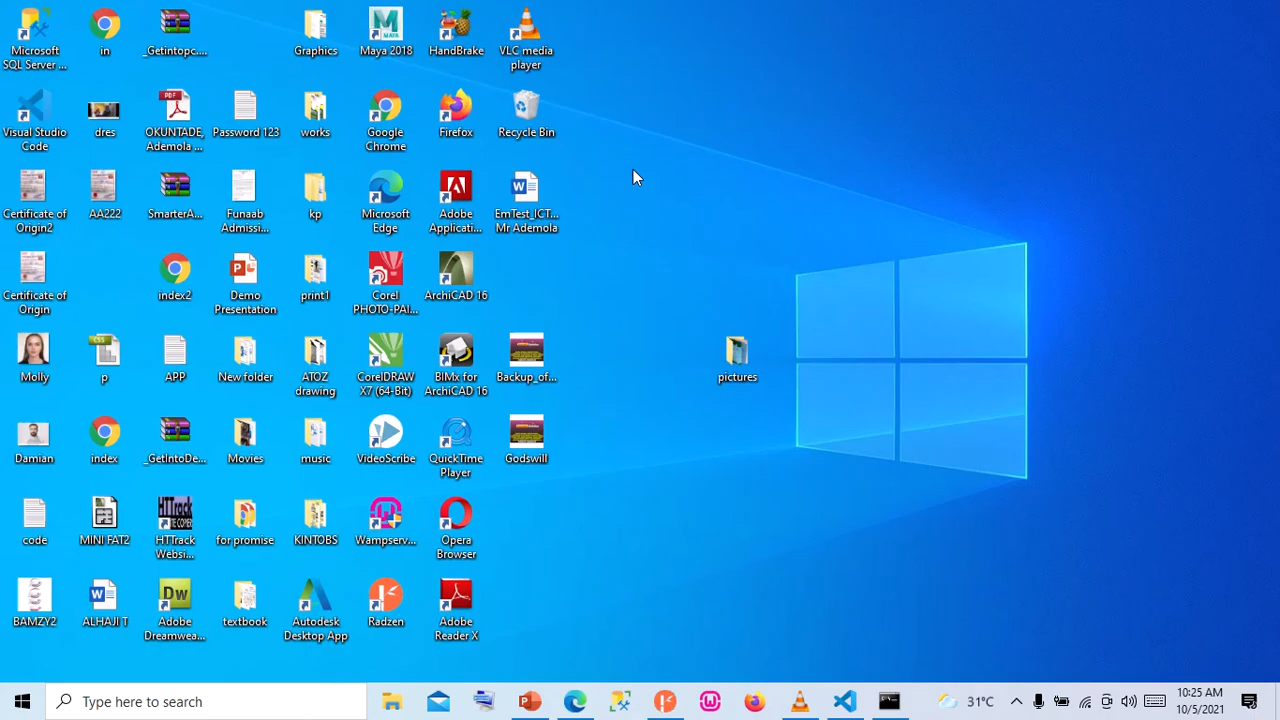 Microsoft
SQL Server ...
in
_Getintopc....
Graphics
Maya 2018
HandBrake
VLC media
player
Visual Studio
Code
dres
OKUNTADE,
Ademola ...
Password 123
works
Google
Chrome
Firefox
Recycle Bin
Certificate of
Origin2
AA222
SmarterA...
Funaab
Admissi...
kp
Microsoft
Edge
Adobe
Applicati...
EmTest_ICT...
Mr Ademola
Certificate of
Origin
index2
Demo
Presentation
print1
Corel
PHOTO-PAI...
ArchiCAD 16
Molly
p
APP
New folder
ATOZ
drawing
CorelDRAW
X7 (64-Bit)
BIMx for
ArchiCAD 16
Backup_of...
pictures
Damian
index
_GetIntoDe...
Movies
music
VideoScribe
QuickTime
Player
Godswill
code
MINI FAT2
HTTrack
Websi...
for promise
KINTOBS
Wampserv...
Opera
Browser
BAMZY2
ALHAJI T
Adobe
Dreamwea...
textbook
Autodesk
Desktop App
Radzen
Adobe
Reader X
Type here to search
31°C
10:25 AM
10/5/2021